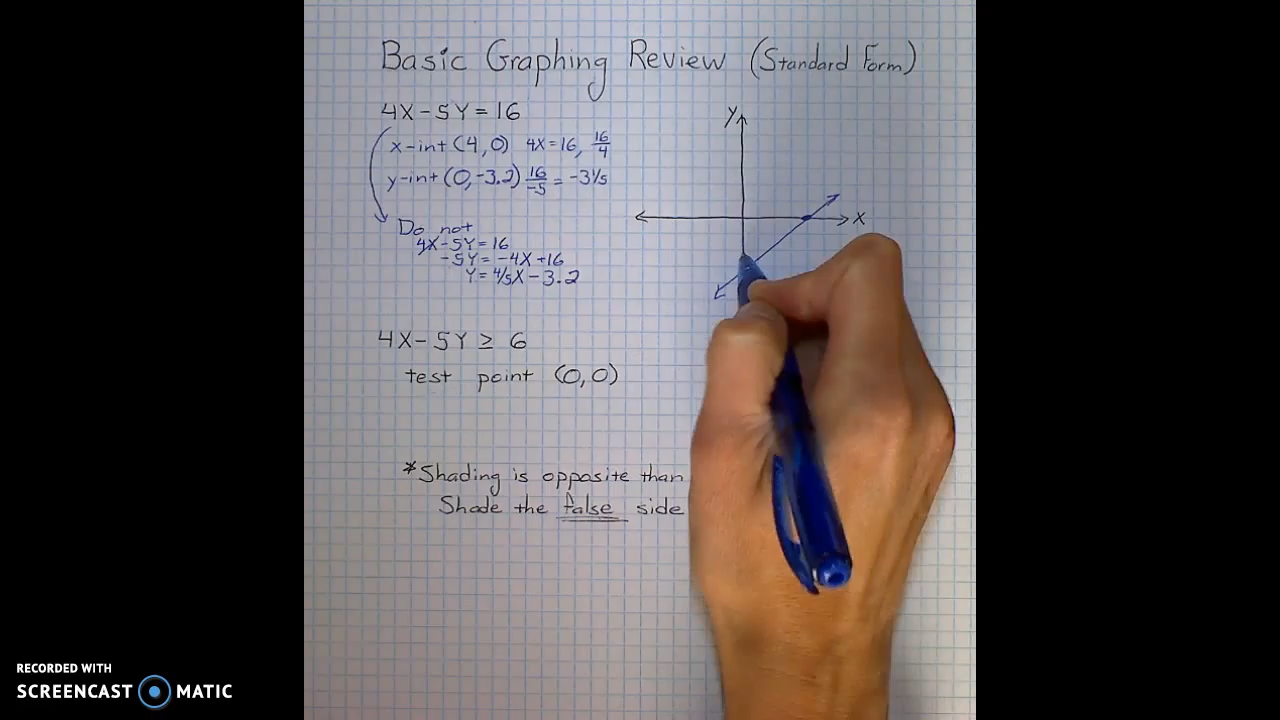 Basic Graphing Review (Standard Form)
4X - 5Y = 16
x-int (4, 0) 4X = 16, 16/4
y-int (0, -3.2) 16/-5 = -3 1/5
Do not
4X - 5Y = 16
-5Y = -4X + 16
Y = 4/5X - 3.2
Y
X
4X - 5Y ≥ 6
test point (0, 0)
*Shading is opposite than
Shade the false side
RECORDED WITH
SCREENCAST MATIC